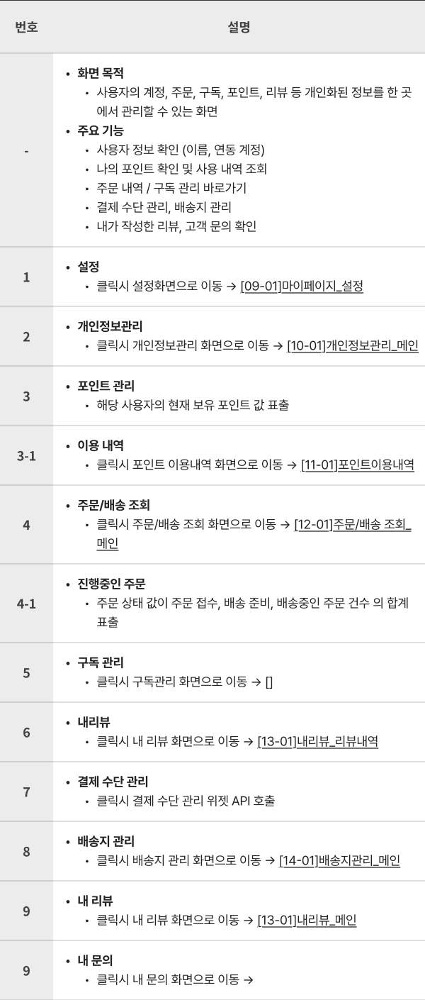 번호 설명
-
• 화면 목적
• 사용자의 계정, 주문, 구독, 포인트, 리뷰 등 개인화된 정보를 한 곳
에서 관리할 수 있는 화면
• 주요 기능
• 사용자 정보 확인 (이름, 연동 계정)
• 나의 포인트 확인 및 사용 내역 조회
• 주문 내역 / 구독 관리 바로가기
• 결제 수단 관리, 배송지 관리
• 내가 작성한 리뷰, 고객 문의 확인
1
• 설정
• 클릭시 설정화면으로 이동 → [09-01]마이페이지_설정
2
• 개인정보관리
• 클릭시 개인정보관리 화면으로 이동 → [10-01]개인정보관리_메인
3
• 포인트 관리
• 해당 사용자의 현재 보유 포인트 값 표출
3-1
• 이용 내역
• 클릭시 포인트 이용내역 화면으로 이동 → [11-01]포인트이용내역
4
• 주문/배송 조회
• 클릭시 주문/배송 조회 화면으로 이동 → [12-01]주문/배송 조회_
메인
4-1
• 진행중인 주문
• 주문 상태 값이 주문 접수, 배송 준비, 배송중인 주문 건수 의 합계
표출
5
• 구독 관리
• 클릭시 구독관리 화면으로 이동 → []
6
• 내리뷰
• 클릭시 내 리뷰 화면으로 이동 → [13-01]내리뷰_리뷰내역
7
• 결제 수단 관리
• 클릭시 결제 수단 관리 위젯 API 호출
8
• 배송지 관리
• 클릭시 배송지 관리 화면으로 이동 → [14-01]배송지관리_메인
9
• 내 리뷰
• 클릭시 내 리뷰 화면으로 이동 → [13-01]내리뷰_메인
9
• 내 문의
• 클릭시 내 문의 화면으로 이동 →